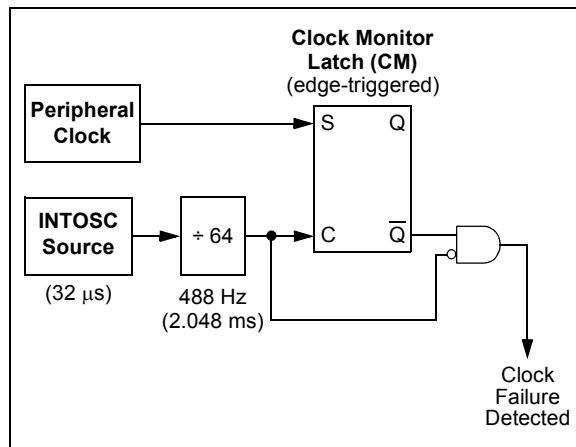 Clock Monitor
Latch (CM)
(edge-triggered)
Peripheral
Clock
S
Q
INTOSC
Source
÷ 64
C
Q̅
(32 μs)
488 Hz
(2.048 ms)
Clock
Failure
Detected